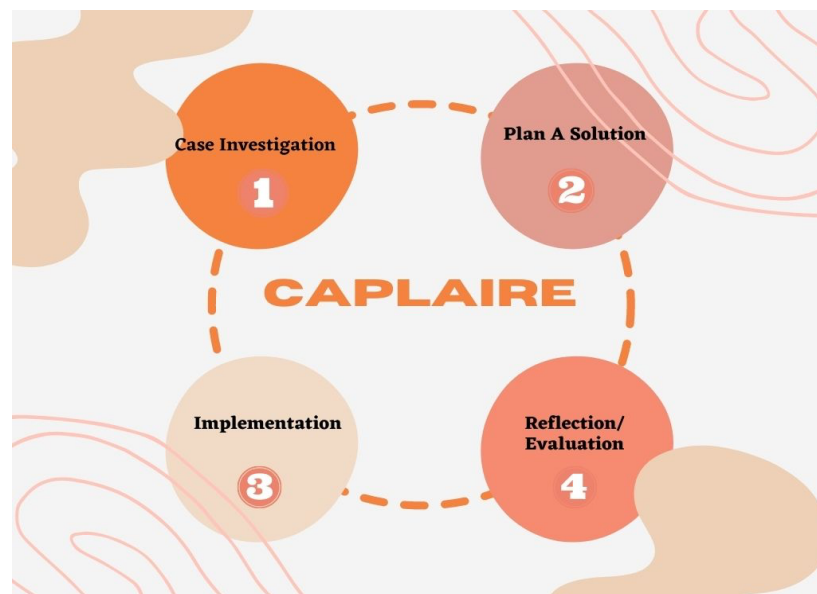 Case Investigation
1
Plan A Solution
2
CAPLAIRE
Implementation
3
Reflection/
Evaluation
4